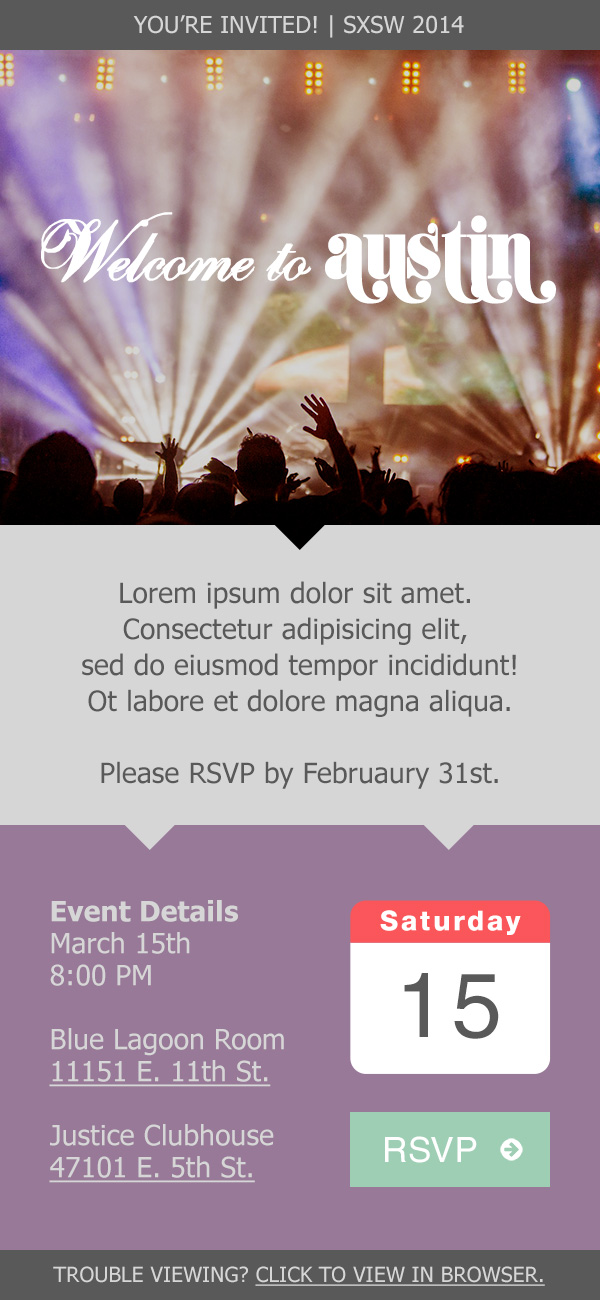 YOU’RE INVITED! | SXSW 2014
Welcome to austin
Lorem ipsum dolor sit amet.
Consectetur adipisicing elit,
sed do eiusmod tempor incididunt!
Ot labore et dolore magna aliqua.
Please RSVP by Februaury 31st.
Event Details
March 15th
8:00 PM
Blue Lagoon Room
11151 E. 11th St.
Justice Clubhouse
47101 E. 5th St.
Saturday
15
RSVP
TROUBLE VIEWING? CLICK TO VIEW IN BROWSER.